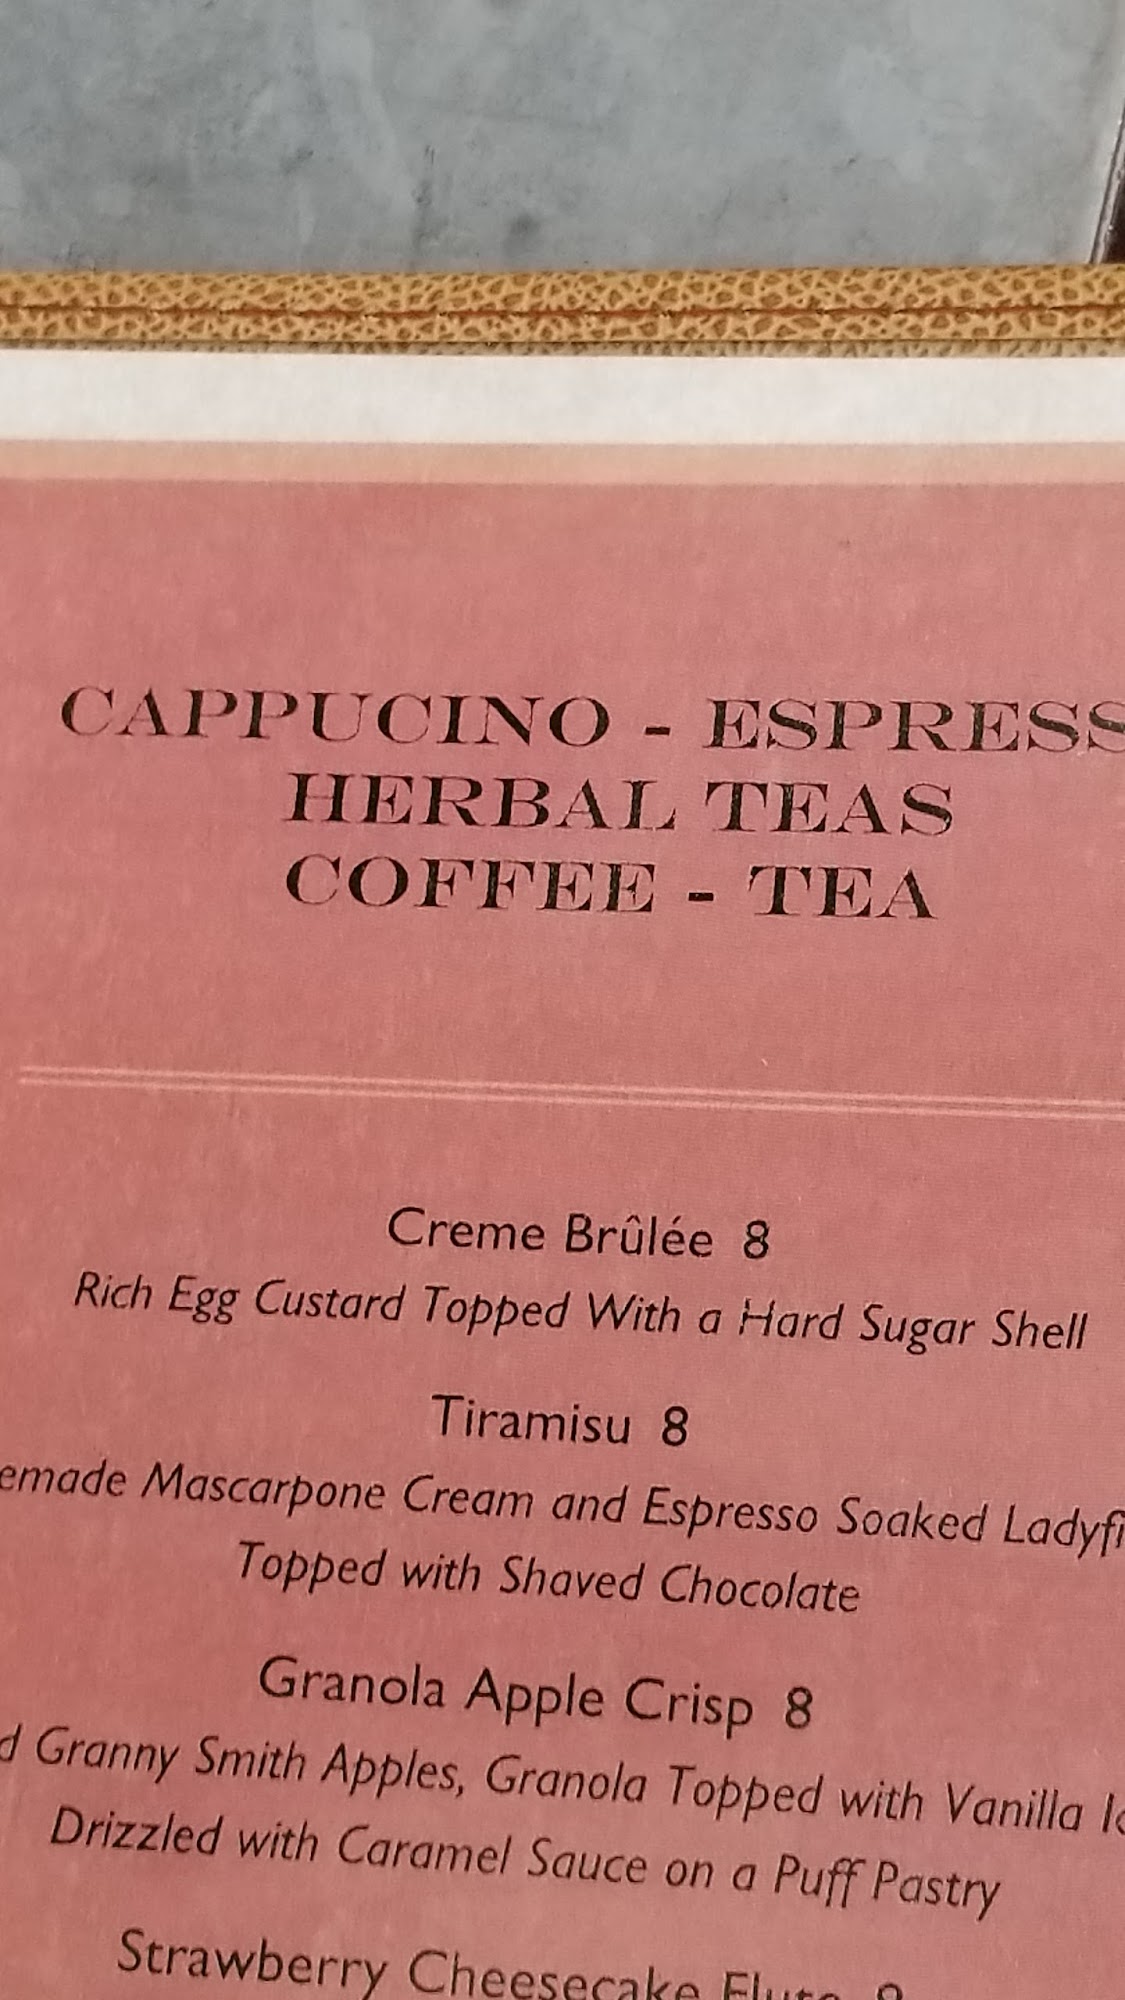 CAPPUCINO - ESPRESS
HERBAL TEAS
COFFEE - TEA
Creme Brûlée 8
Rich Egg Custard Topped With a Hard Sugar Shell
Tiramisu 8
emade Mascarpone Cream and Espresso Soaked Ladyfi
Topped with Shaved Chocolate
Granola Apple Crisp 8
d Granny Smith Apples, Granola Topped with Vanilla
Drizzled with Caramel Sauce on a Puff Pastry
Strawberry Cheesecake Flute